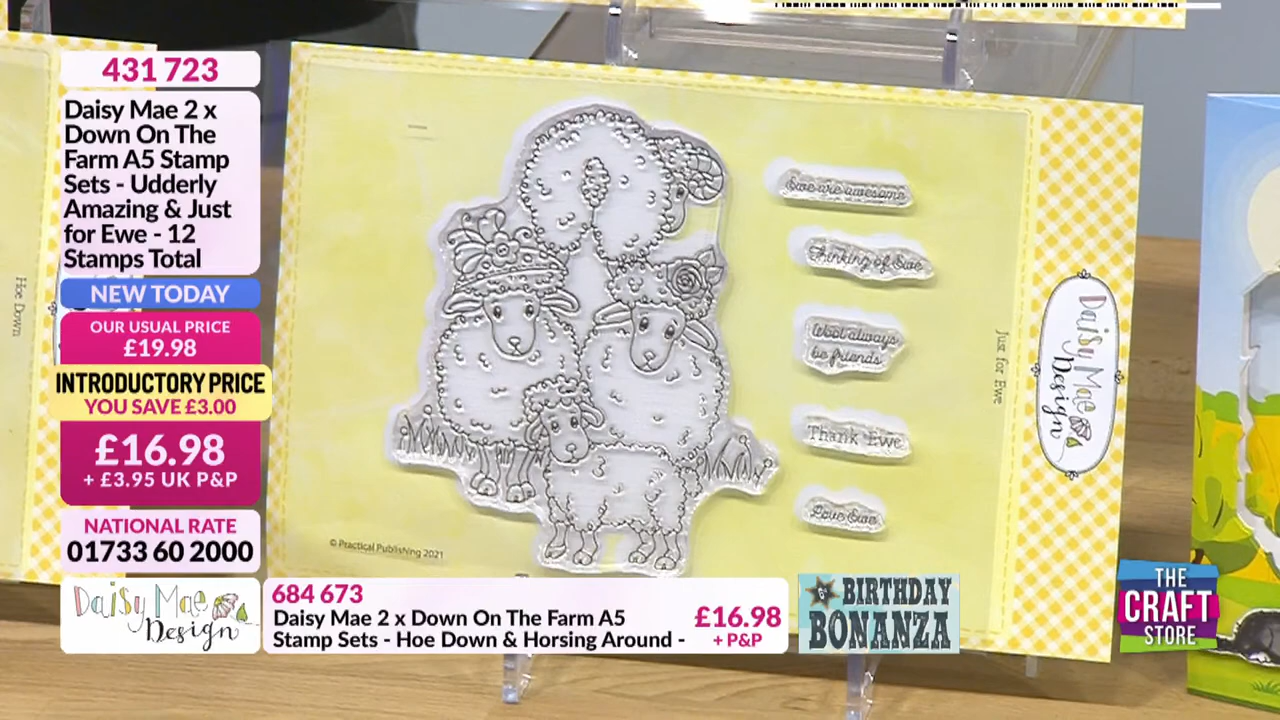 431 723
Daisy Mae 2 x
Down On The
Farm A5 Stamp
Sets - Udderly
Amazing & Just
for Ewe - 12
Stamps Total
NEW TODAY
OUR USUAL PRICE
£19.98
INTRODUCTORY PRICE
YOU SAVE £3.00
£16.98
+ £3.95 UK P&P
NATIONAL RATE
01733 60 2000
Daisy Mae
Design
684 673
Daisy Mae 2 x Down On The Farm A5
Stamp Sets - Hoe Down & Horsing Around -
£16.98
+ P&P
BIRTHDAY
BONANZA
THE
CRAFT
STORE
Hoe Down
Ewe are awesome
Thinking of Ewe
Wool always
be friends
Thank Ewe
Love Ewe
Just for Ewe
Daisy Mae
Design
© Practical Publishing 2021